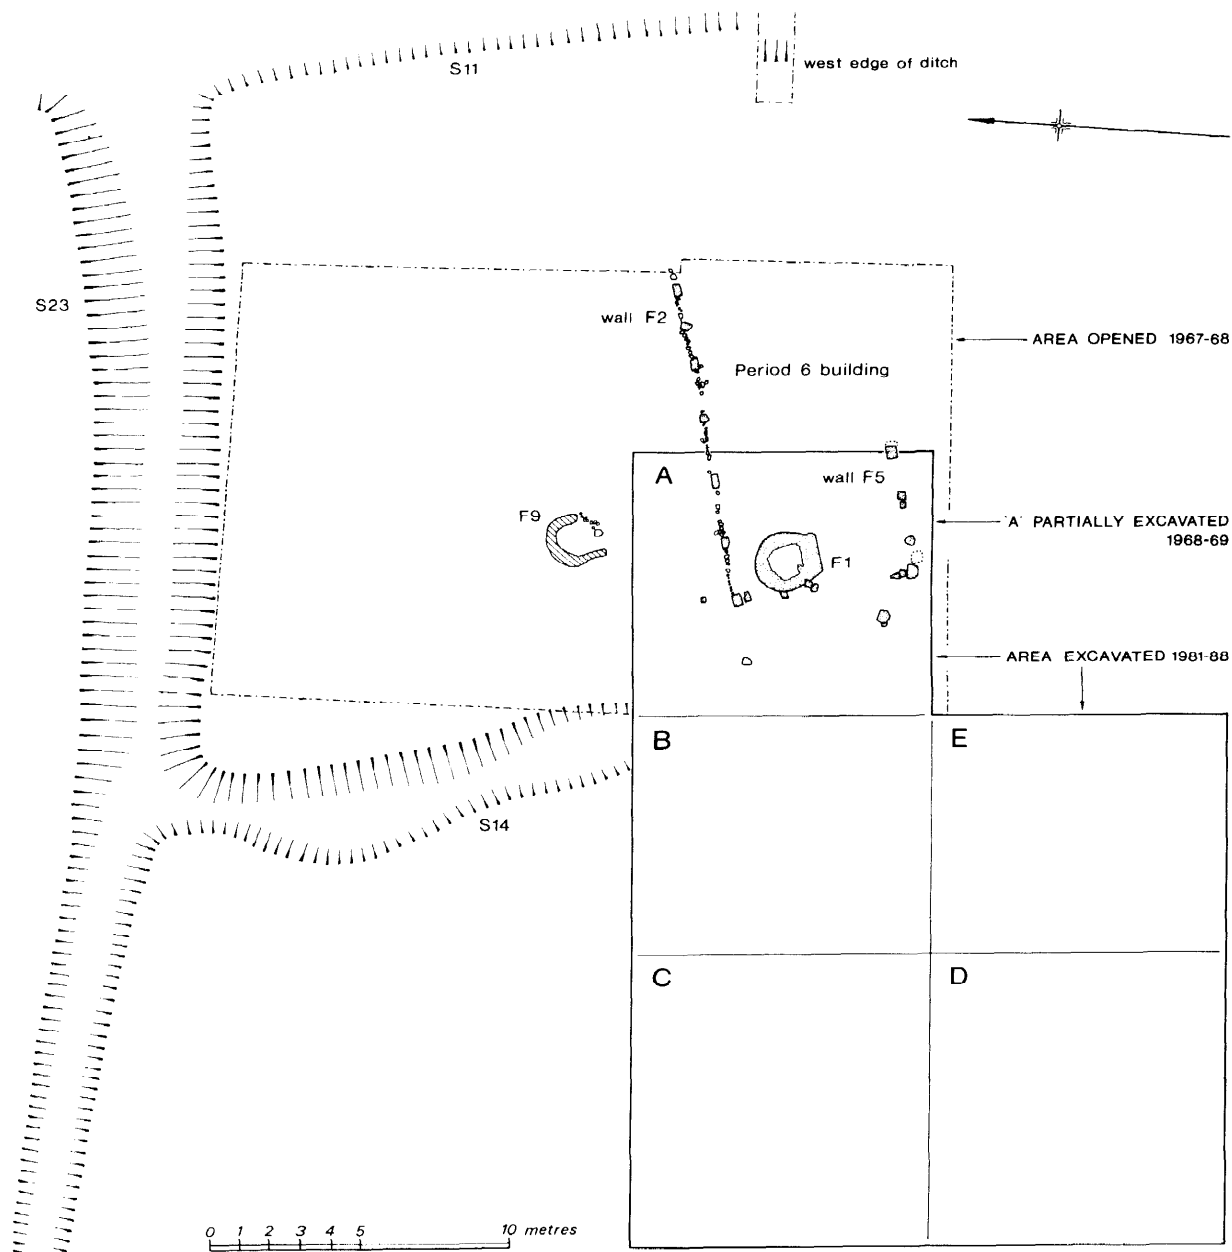 S11
west edge of ditch
S23
wall F2
AREA OPENED 1967-68
Period 6 building
A
wall F5
F9
'A' PARTIALLY EXCAVATED
1968-69
F1
AREA EXCAVATED 1981-88
B
E
S14
C
D
0 1 2 3 4 5 10 metres